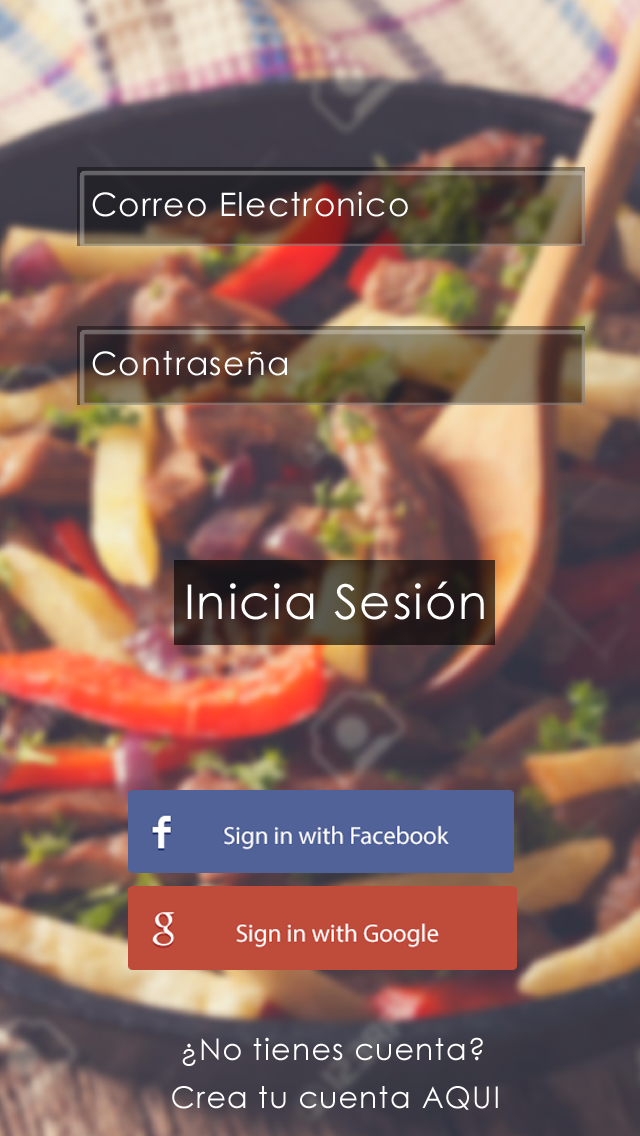 Correo Electronico
Contraseña
Inicia Sesión
f Sign in with Facebook
g Sign in with Google
¿No tienes cuenta?
Crea tu cuenta AQUI